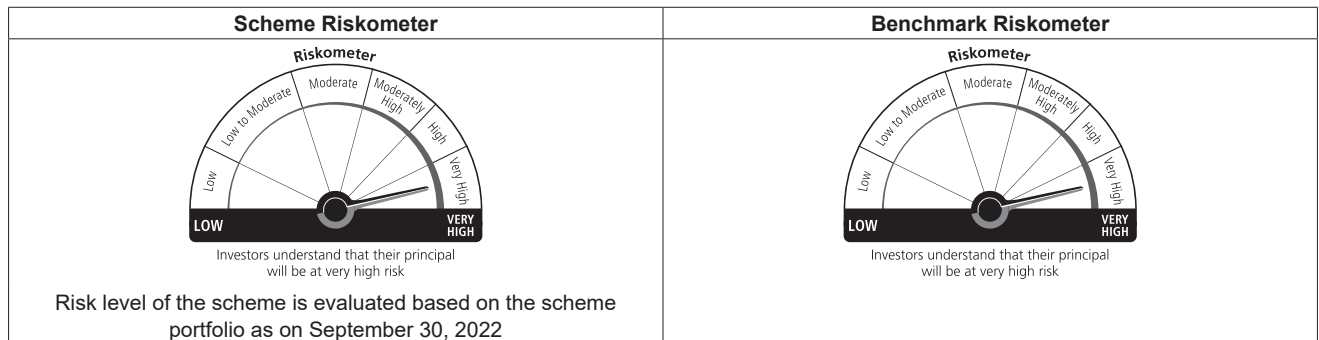 Scheme Riskometer
Riskometer
Low
Low to Moderate
Moderate
Moderately
High
High
Very High
LOW
VERY
HIGH
Investors understand that their principal
will be at very high risk
Risk level of the scheme is evaluated based on the scheme
portfolio as on September 30, 2022
Benchmark Riskometer
Riskometer
Low
Low to Moderate
Moderate
Moderately
High
High
Very High
LOW
VERY
HIGH
Investors understand that their principal
will be at very high risk